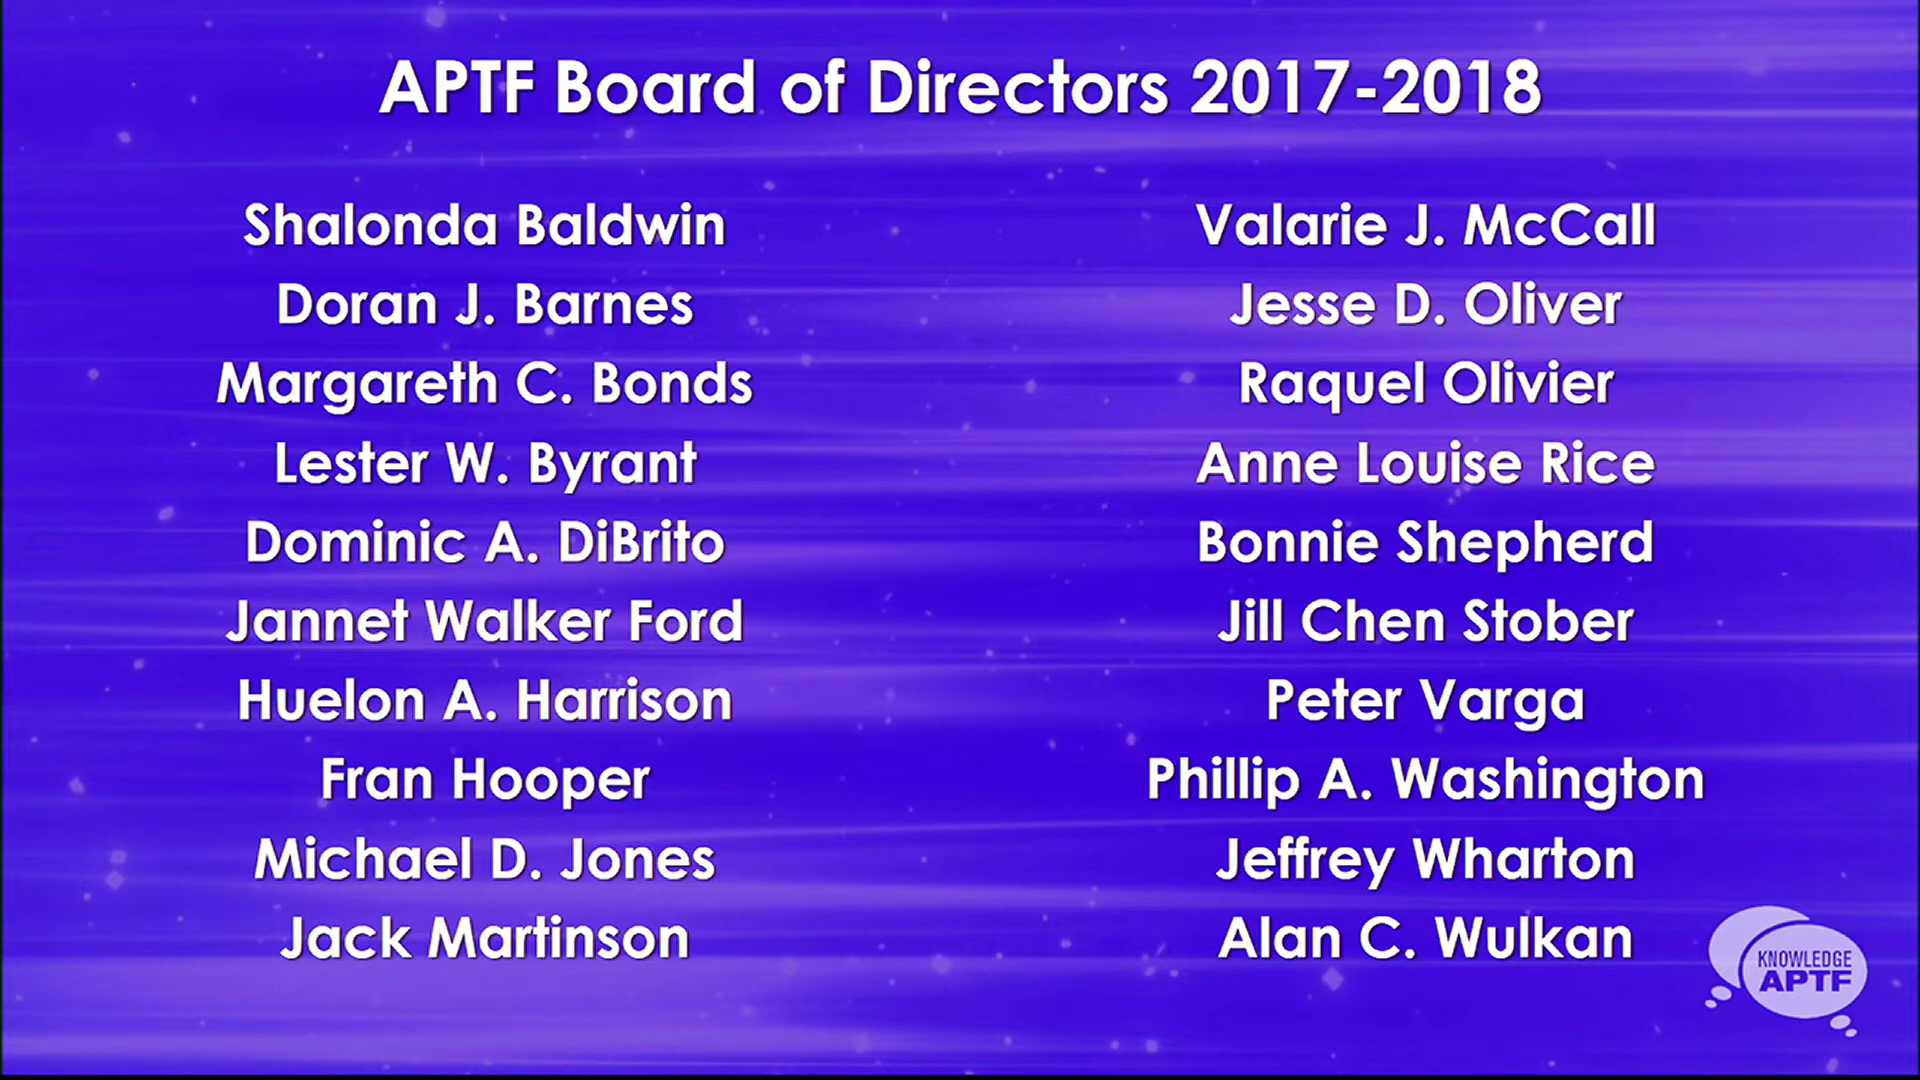 APTF Board of Directors 2017-2018
Shalonda Baldwin
Doran J. Barnes
Margareth C. Bonds
Lester W. Byrant
Dominic A. DiBrito
Jannet Walker Ford
Huelon A. Harrison
Fran Hooper
Michael D. Jones
Jack Martinson
Valarie J. McCall
Jesse D. Oliver
Raquel Olivier
Anne Louise Rice
Bonnie Shepherd
Jill Chen Stober
Peter Varga
Phillip A. Washington
Jeffrey Wharton
Alan C. Wulkan
KNOWLEDGE
APTF